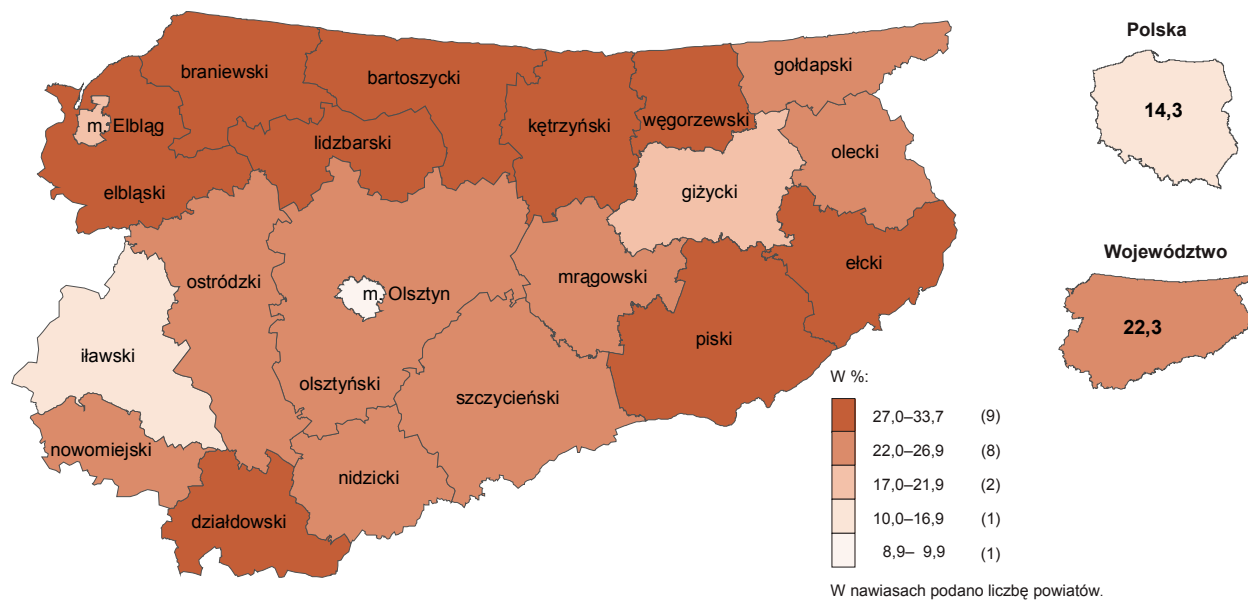 Polska
14,3
gołdapski
braniewski
bartoszycki
m. Elbląg
kętrzyński
węgorzewski
lidzbarski
olecki
elbląski
giżycki
Województwo
22,3
ostródzki
mrągowski
ełcki
m. Olsztyn
iławski
piski
olsztyński
szczycieński
nowomiejski
nidzicki
działdowski
W %:
27,0–33,7 (9)
22,0–26,9 (8)
17,0–21,9 (2)
10,0–16,9 (1)
8,9– 9,9 (1)
W nawiasach podano liczbę powiatów.